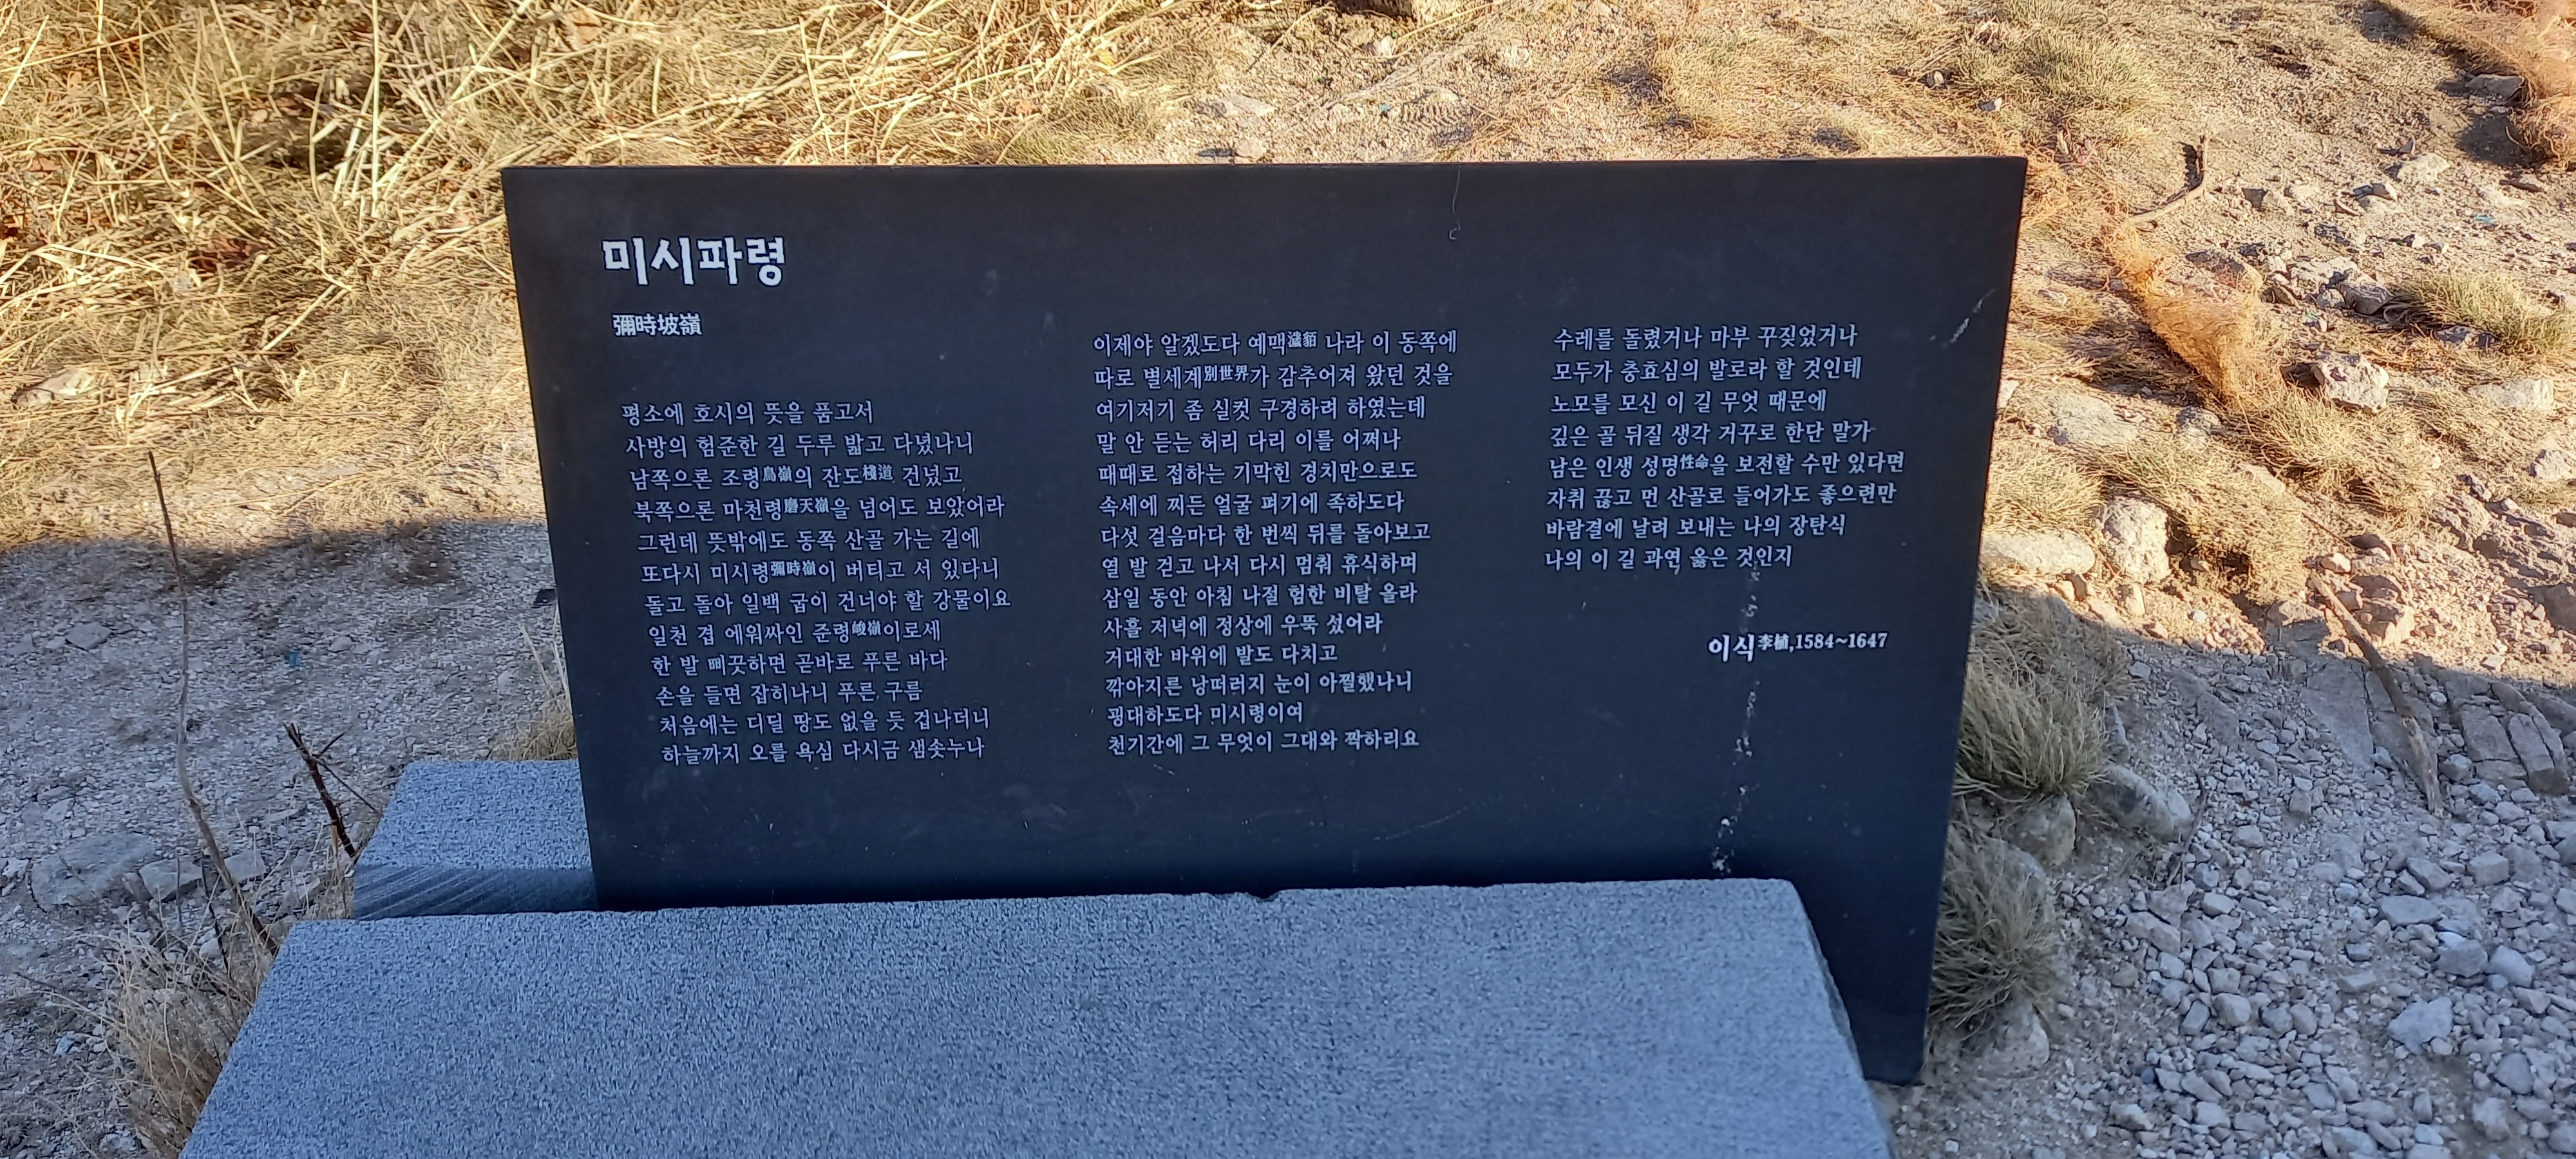 미시파령
彌時坡嶺
평소에 호시의 뜻을 품고서
사방의 험준한 길 두루 밟고 다녔나니
남쪽으론 조령鳥嶺의 잔도棧道 건넜고
북쪽으론 마천령磨天嶺을 넘어도 보았어라
그런데 뜻밖에도 동쪽 산골 가는 길에
또다시 미시령彌時嶺이 버티고 서 있다니
돌고 돌아 일백 굽이 건너야 할 강물이요
일천 겹 에워싸인 준령峻嶺이로세
한 발 삐끗하면 곧바로 푸른 바다
손을 들면 잡히나니 푸른 구름
처음에는 디딜 땅도 없을 듯 겁나더니
하늘까지 오를 욕심 다시금 샘솟누나
이제야 알겠도다 예맥濊貊 나라 이 동쪽에
따로 별세계別世界가 감추어져 왔던 것을
여기저기 좀 실컷 구경하려 하였는데
말 안 듣는 허리 다리 이를 어쩌나
때때로 접하는 기막힌 경치만으로도
속세에 찌든 얼굴 펴기에 족하도다
다섯 걸음마다 한 번씩 뒤를 돌아보고
열 발 걷고 나서 다시 멈춰 휴식하며
삼일 동안 아침 나절 험한 비탈 올라
사흘 저녁에 정상에 우뚝 섰어라
거대한 바위에 발도 다치고
깎아지른 낭떠러지 눈이 아찔했나니
굉대하도다 미시령이여
천기간에 그 무엇이 그대와 짝하리요
수레를 돌렸거나 마부 꾸짖었거나
모두가 충효심의 발로라 할 것인데
노모를 모신 이 길 무엇 때문에
깊은 골 뒤질 생각 거꾸로 한단 말가
남은 인생 성명性命을 보전할 수만 있다면
자취 끊고 먼 산골로 들어가도 좋으련만
바람결에 날려 보내는 나의 장탄식
나의 이 길 과연 옳은 것인지
이식李植,1584~1647